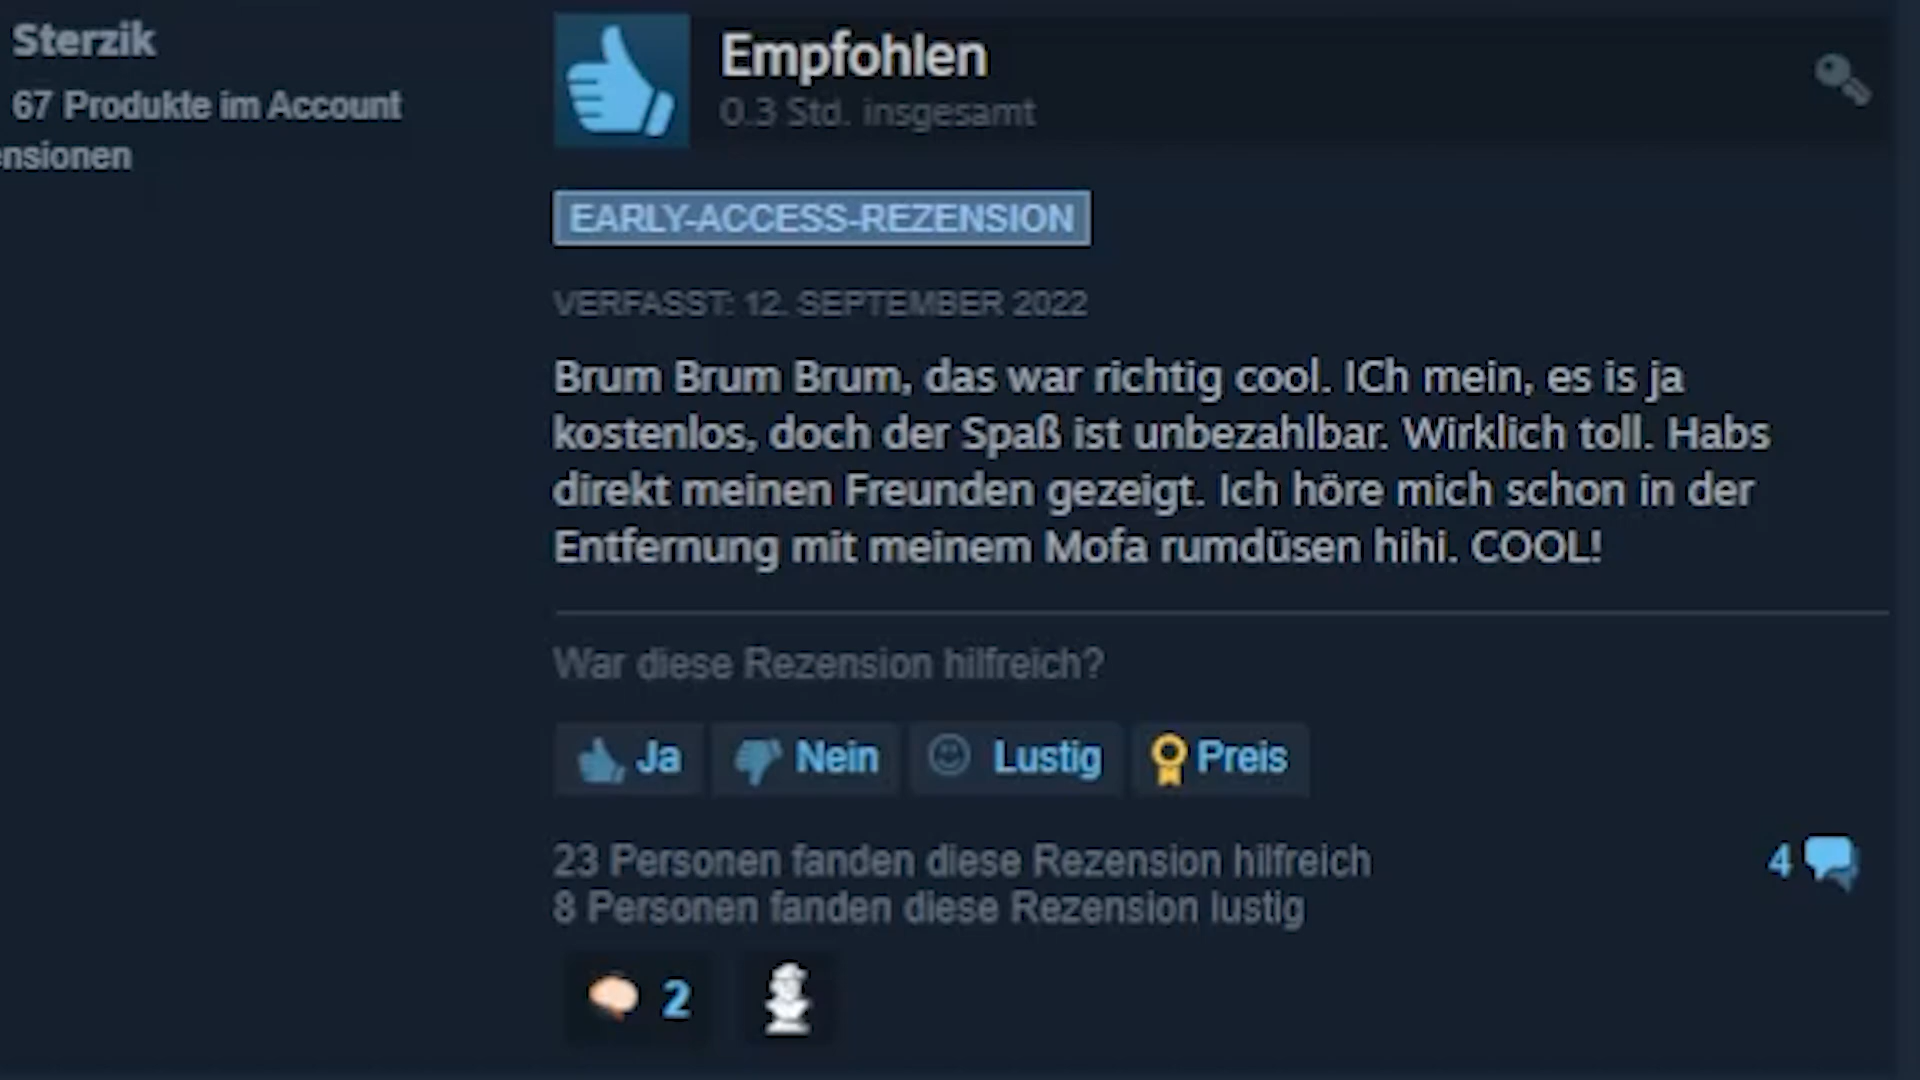 Sterzik
67 Produkte im Account
ensionen
Empfohlen
0.3 Std. insgesamt
EARLY-ACCESS-REZENSION
VERFASST: 12. SEPTEMBER 2022
Brum Brum Brum, das war richtig cool. ICh mein, es is ja
kostenlos, doch der Spaß ist unbezahlbar. Wirklich toll. Habs
direkt meinen Freunden gezeigt. Ich höre mich schon in der
Entfernung mit meinem Mofa rumdüsen hihi. COOL!
War diese Rezension hilfreich?
Ja Nein Lustig Preis
23 Personen fanden diese Rezension hilfreich
4
8 Personen fanden diese Rezension lustig
2